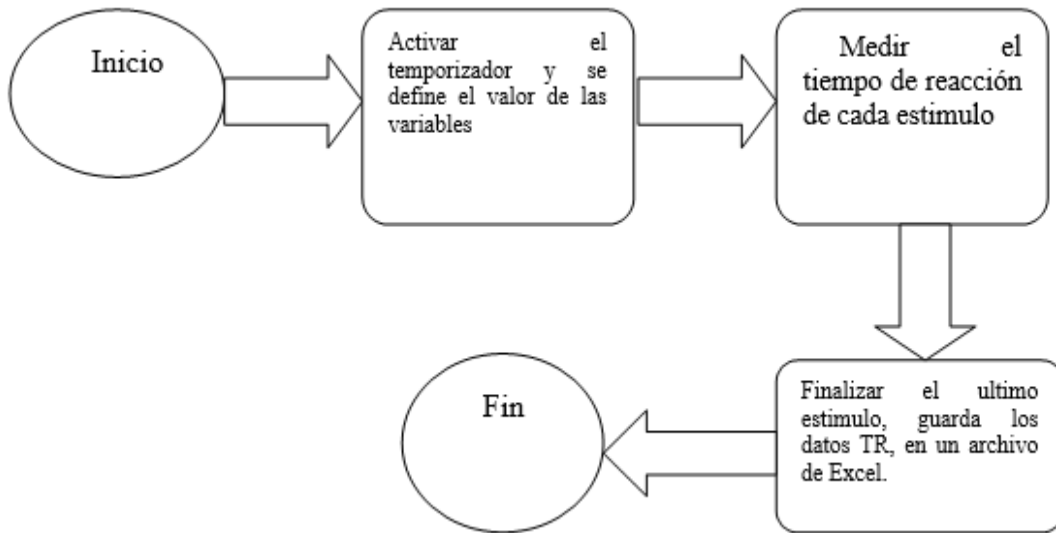 Inicio
Activar el
temporizador y se
define el valor de las
variables
Medir el
tiempo de reacción
de cada estimulo
Finalizar el ultimo
estimulo, guarda los
datos TR, en un archivo
de Excel.
Fin